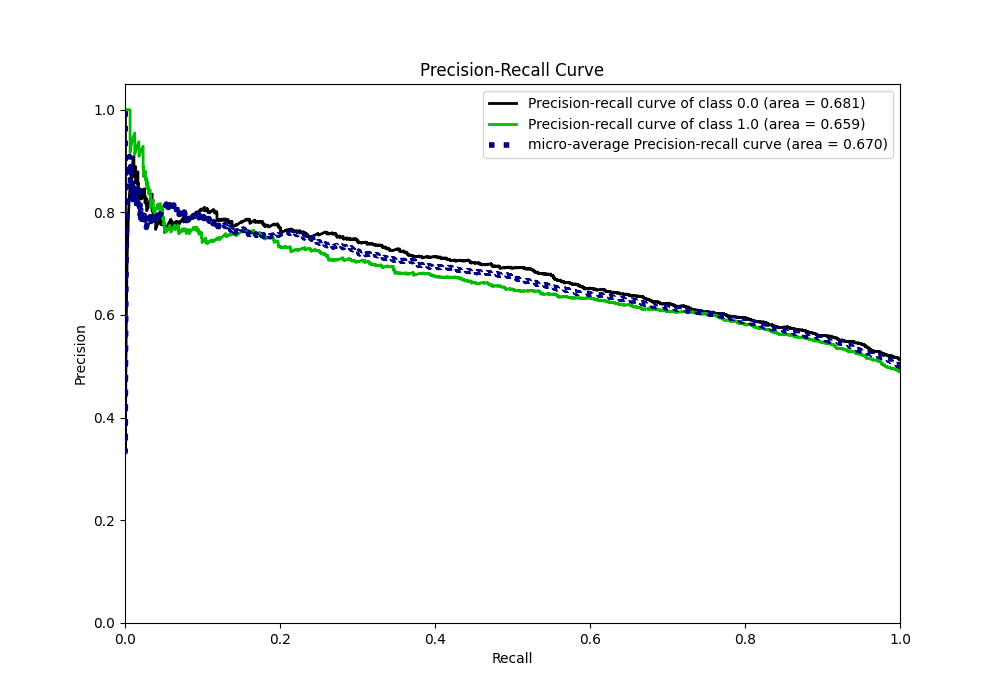 Precision-Recall Curve
Precision-recall curve of class 0.0 (area = 0.681)
Precision-recall curve of class 1.0 (area = 0.659)
micro-average Precision-recall curve (area = 0.670)
1.0
0.8
0.6
0.4
0.2
0.0
Precision
0.0 0.2 0.4 0.6 0.8 1.0
Recall